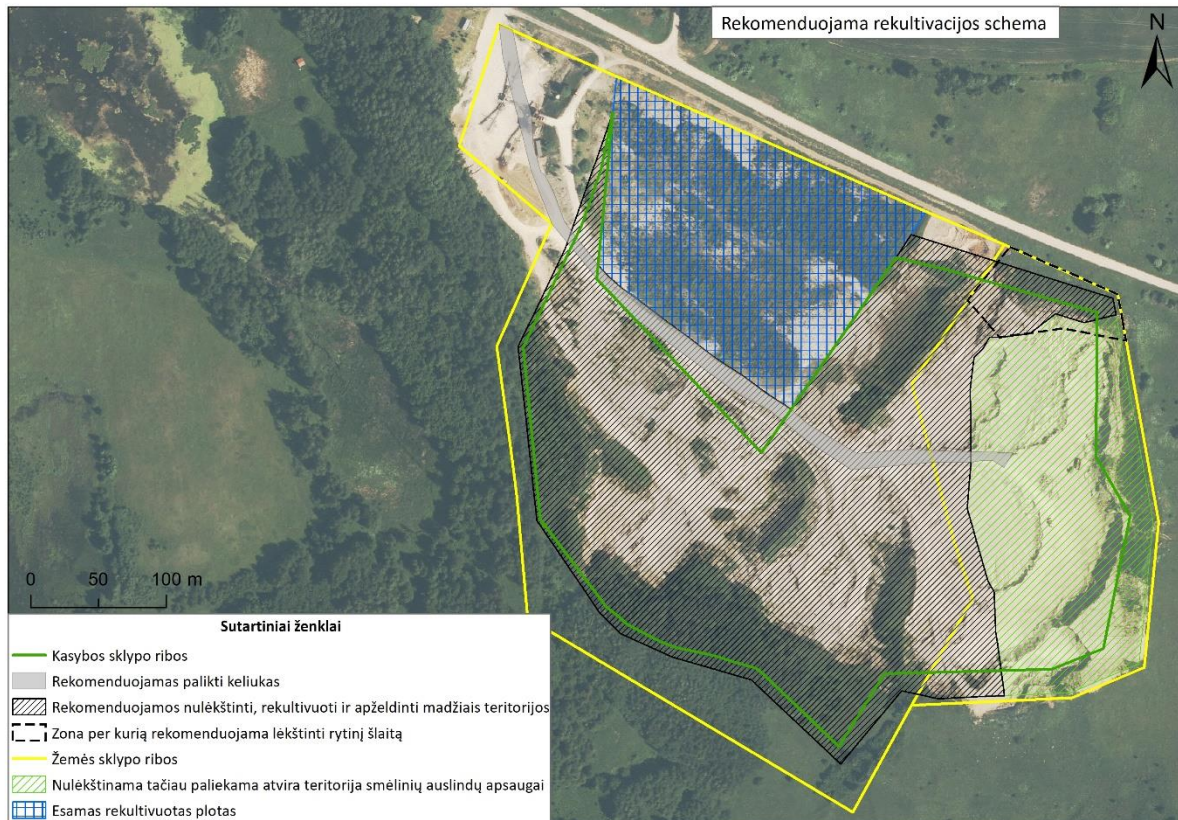 Rekomenduojama rekultivacijos schema
N
0 50 100 m
Sutartiniai ženklai
Kasybos sklypo ribos
Rekomenduojamas palikti keliukas
Rekomenduojamos nulėkštinti, rekultivuoti ir apželdinti madžiais teritorijos
Zona per kurią rekomenduojama lėkštinti rytinį šlaitą
Žemės sklypo ribos
Nulėkštinama tačiau paliekama atvira teritorija smėlinių auslindų apsaugai
Esamas rekultivuotas plotas